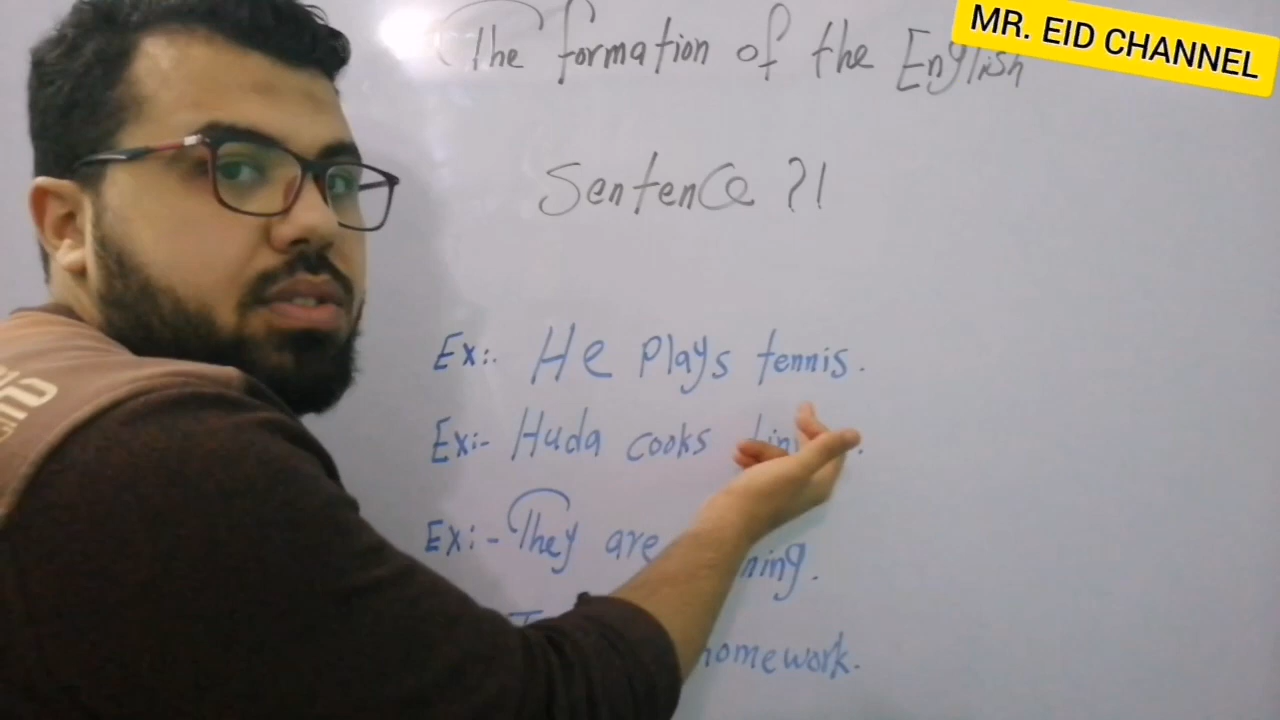 MR. EID CHANNEL
The formation of the English
Sentence ?!
Ex:. He plays tennis.
Ex:- Huda cooks
Ex:- They are
homework.